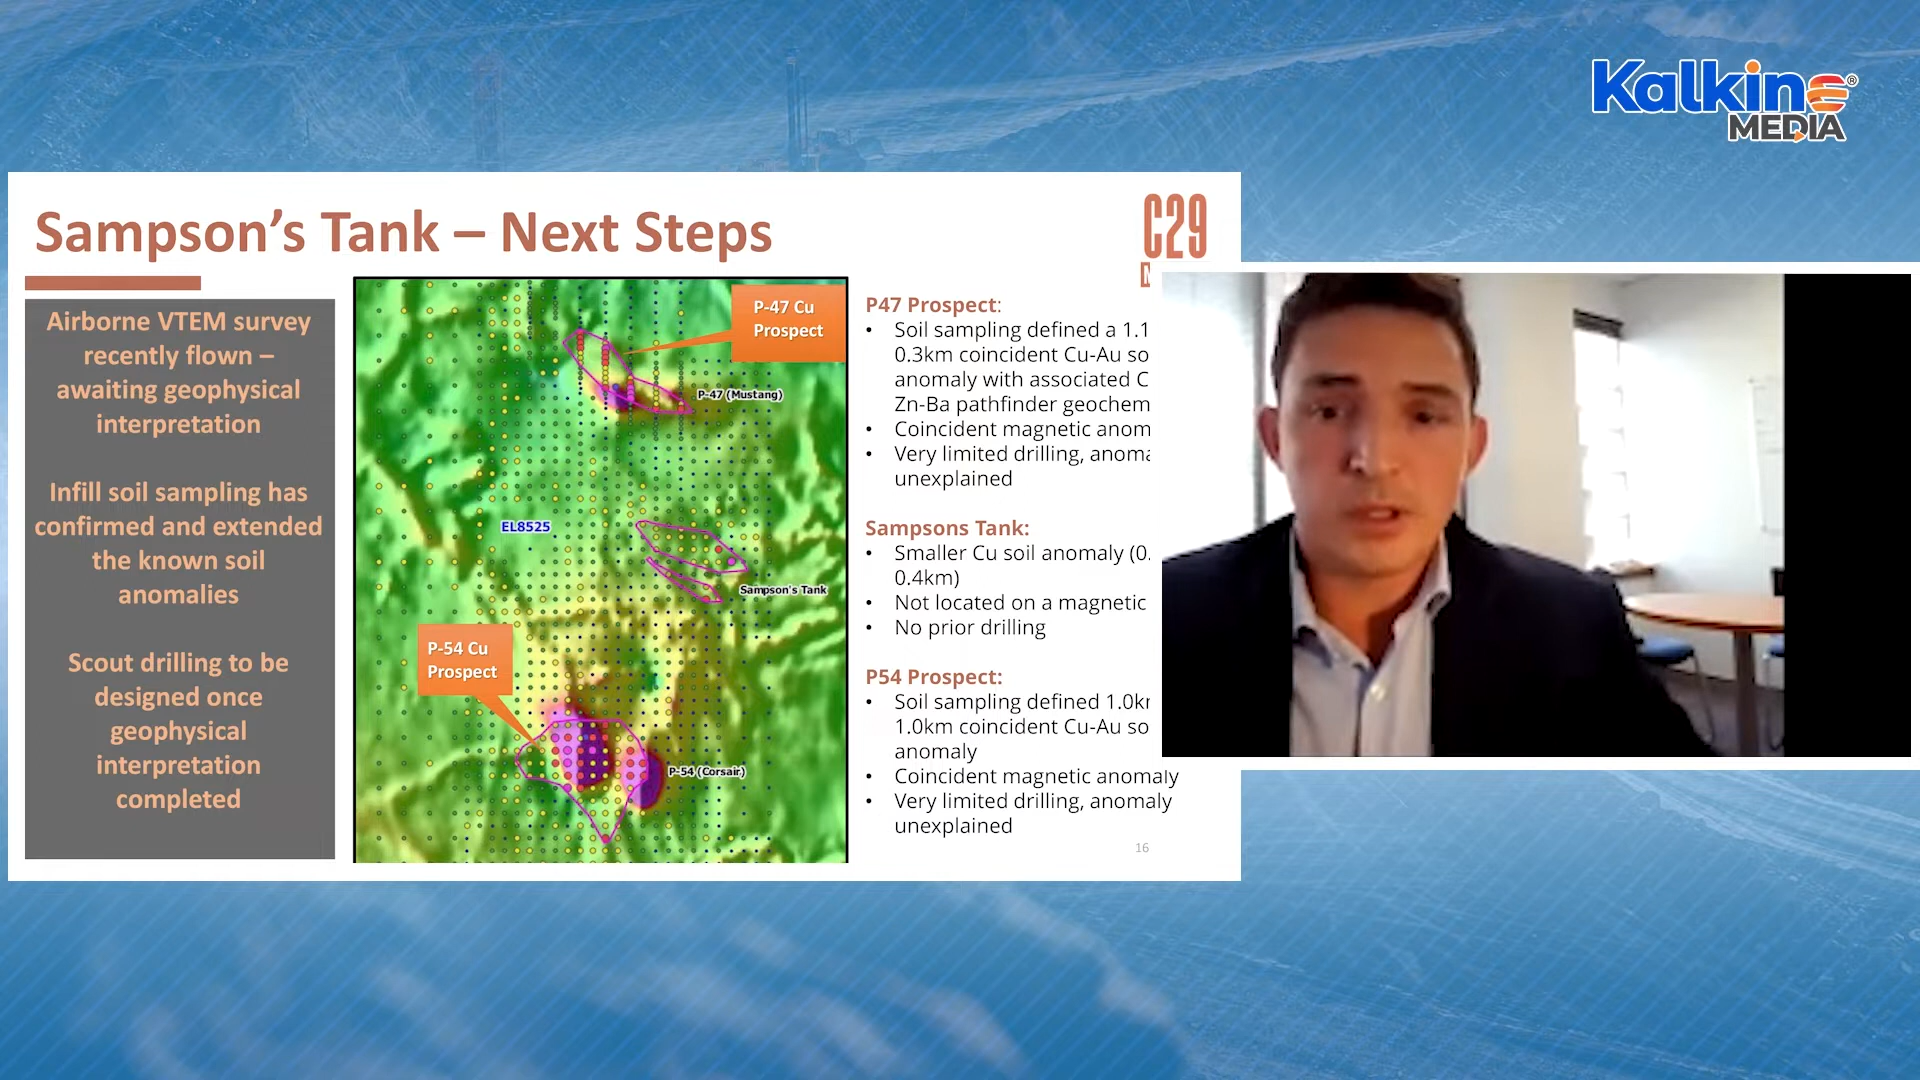 Kalkine®
MEDIA
Sampson's Tank – Next Steps
C29
Airborne VTEM survey
recently flown –
awaiting geophysical
interpretation
Infill soil sampling has
confirmed and extended
the known soil
anomalies
Scout drilling to be
designed once
geophysical
interpretation
completed
P-47 Cu
Prospect
P-47 (Mustang)
EL8525
Sampson's Tank
P-54 Cu
Prospect
P-54 (Corsair)
P47 Prospect:
• Soil sampling defined a 1.1
0.3km coincident Cu-Au so
anomaly with associated C
Zn-Ba pathfinder geochem
• Coincident magnetic anom
• Very limited drilling, anoma
unexplained
Sampsons Tank:
• Smaller Cu soil anomaly (0.
0.4km)
• Not located on a magnetic
• No prior drilling
P54 Prospect:
• Soil sampling defined 1.0km
1.0km coincident Cu-Au so
anomaly
• Coincident magnetic anomaly
• Very limited drilling, anomaly
unexplained
16